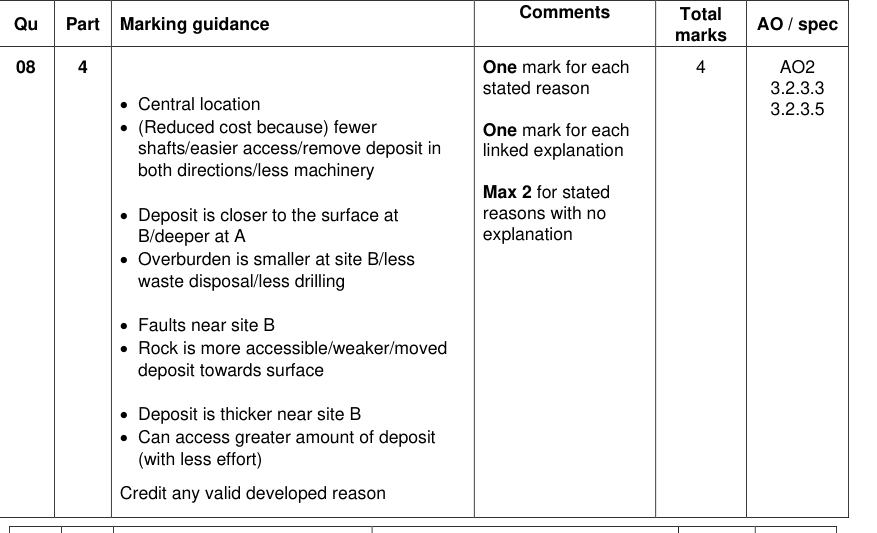 Qu Part Marking guidance Comments Total marks AO / spec
08 4
• Central location
• (Reduced cost because) fewer
shafts/easier access/remove deposit in
both directions/less machinery
• Deposit is closer to the surface at
B/deeper at A
• Overburden is smaller at site B/less
waste disposal/less drilling
• Faults near site B
• Rock is more accessible/weaker/moved
deposit towards surface
• Deposit is thicker near site B
• Can access greater amount of deposit
(with less effort)
Credit any valid developed reason
One mark for each
stated reason
One mark for each
linked explanation
Max 2 for stated
reasons with no
explanation
4
AO2
3.2.3.3
3.2.3.5